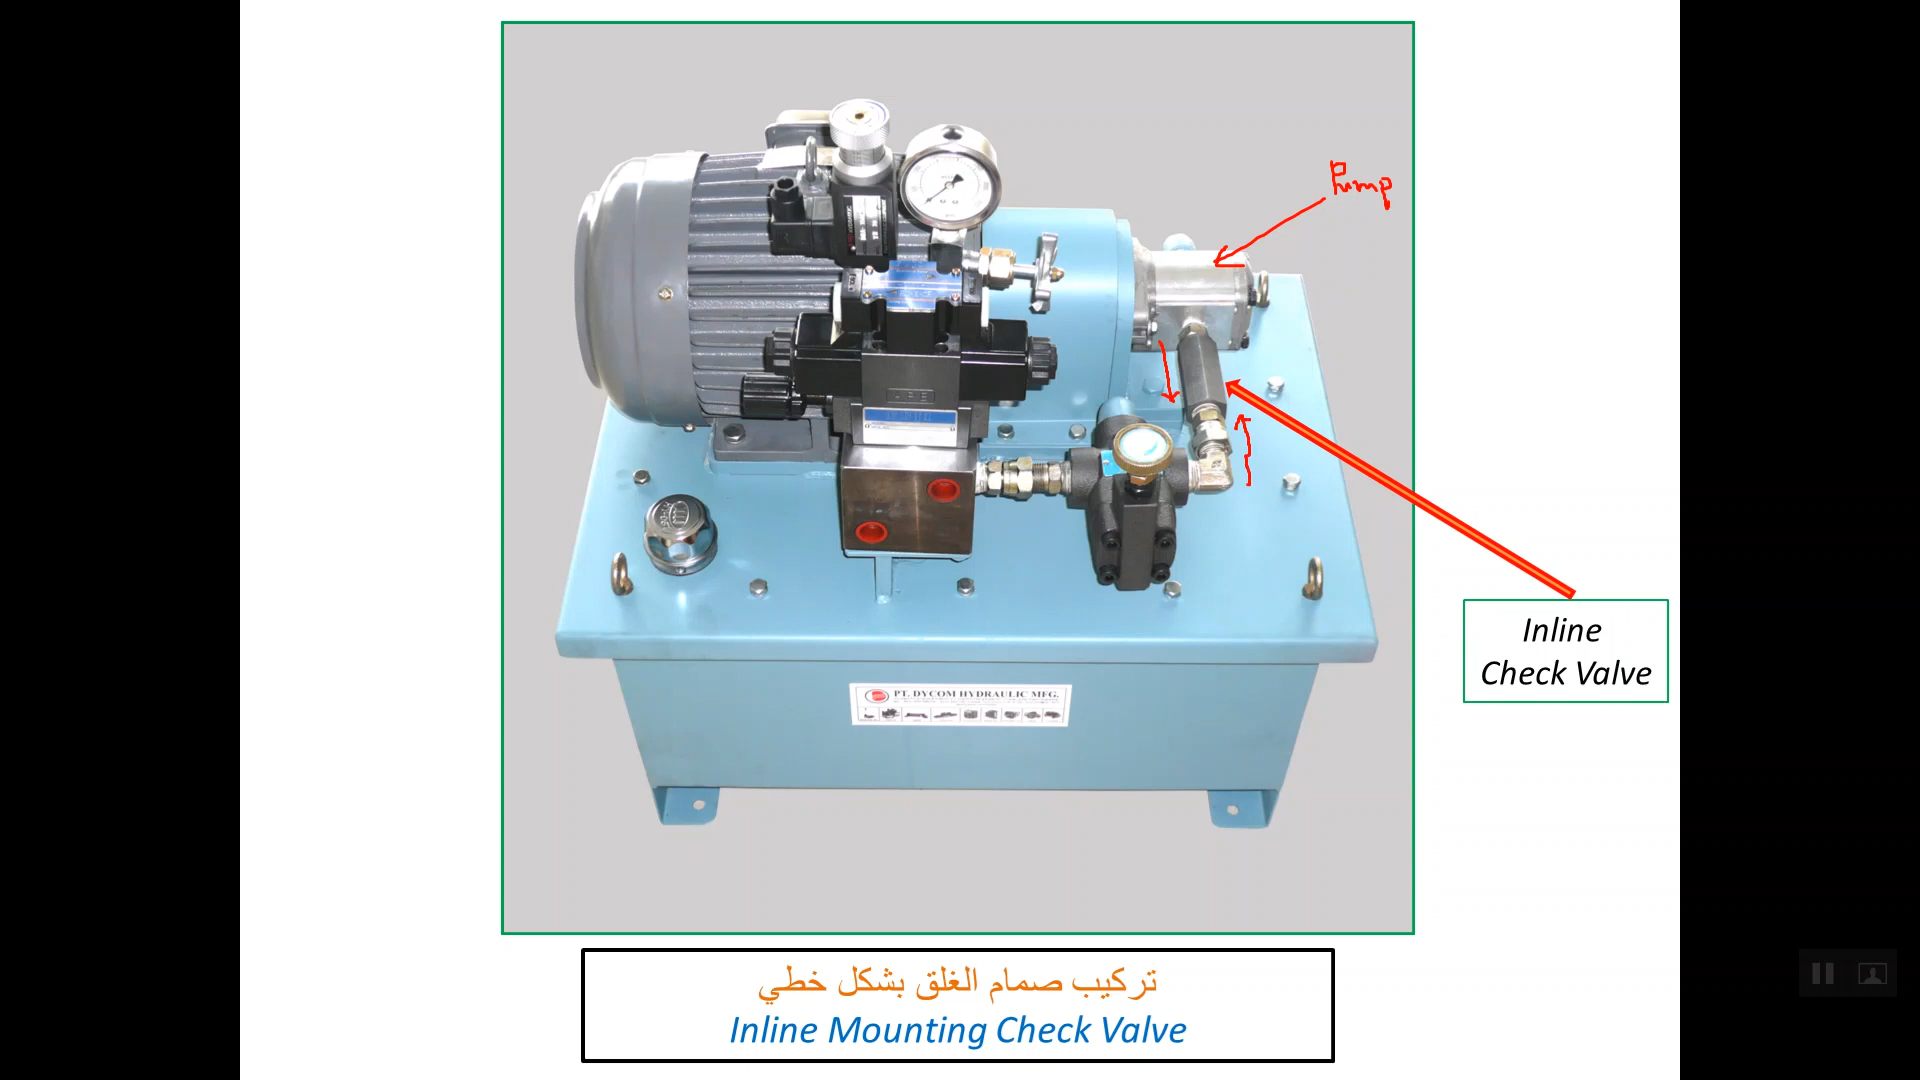 Pump
Inline
Check Valve
PT. DYCOM HYDRAULIC MFG.
تركيب صمام الغلق بشكل خطي
Inline Mounting Check Valve